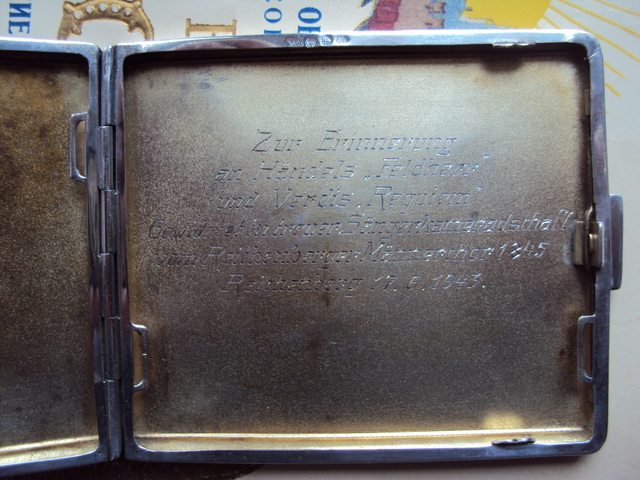 Zur Erinnerung
an Händels „Feldherr“
und Verdis „Requiem“
Gewidmet in treuer Sängerkameradschaft
vom Reichenberger Männerchor 1845
Reichenberg 17. 6. 1943.